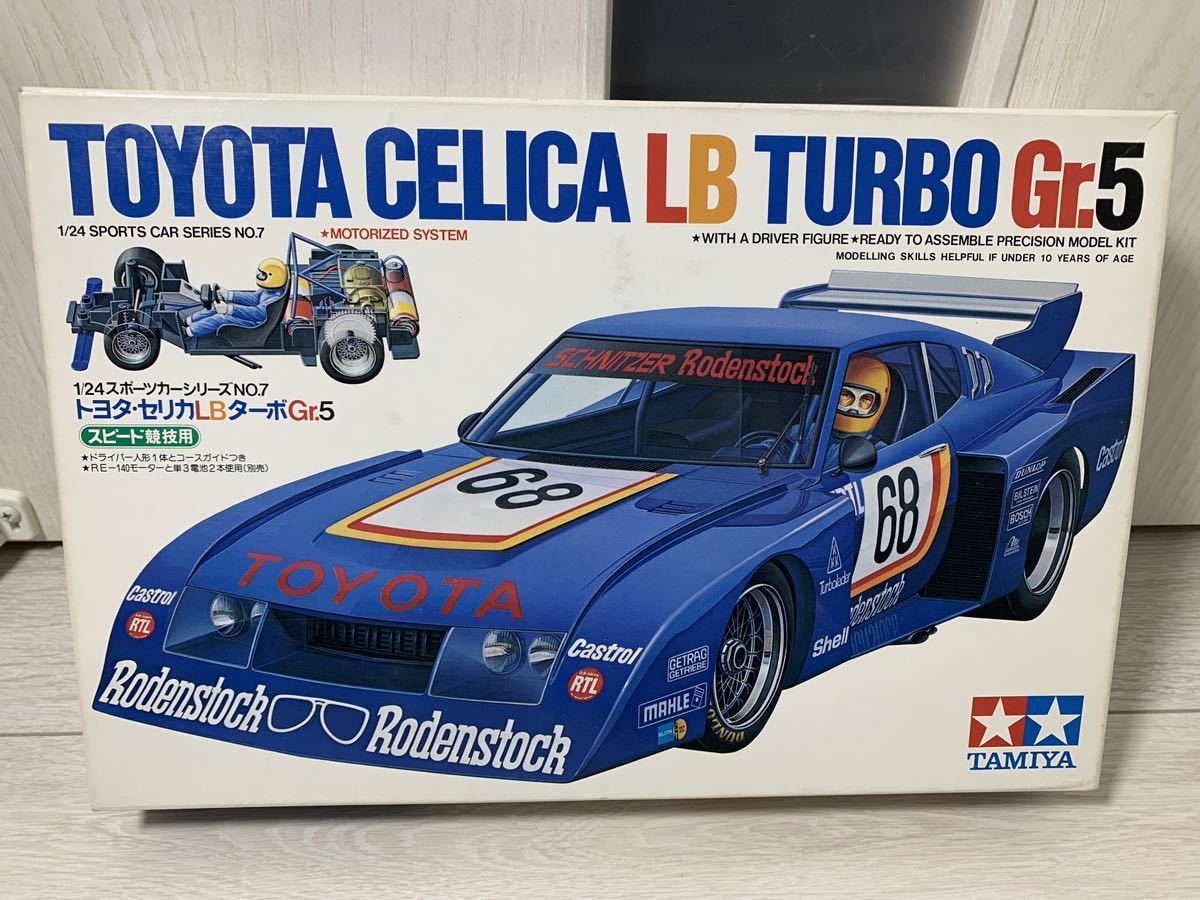 TOYOTA CELICA LB TURBO Gr.5
1/24 SPORTS CAR SERIES NO.7
★MOTORIZED SYSTEM
★WITH A DRIVER FIGURE ★READY TO ASSEMBLE PRECISION MODEL KIT
MODELLING SKILLS HELPFUL IF UNDER 10 YEARS OF AGE
1/24スポーツカーシリーズNO.7
トヨタ・セリカLBターボGr.5
スピード競技用
★ドライバー人形1体とコースガイドつき
★RE-140モーターと単3電池2本使用(別売)
SCHNITZER Rodenstock
68
TOYOTA
RTL
68
Turbolader
Rodenstock
Shell
DUNLOP
BILSTEIN
BOSCH
Castrol
Castrol
RTL
Castrol
RTL
GETRAG
GETRIEBE
MAHLE
Rodenstock Rodenstock
TAMIYA